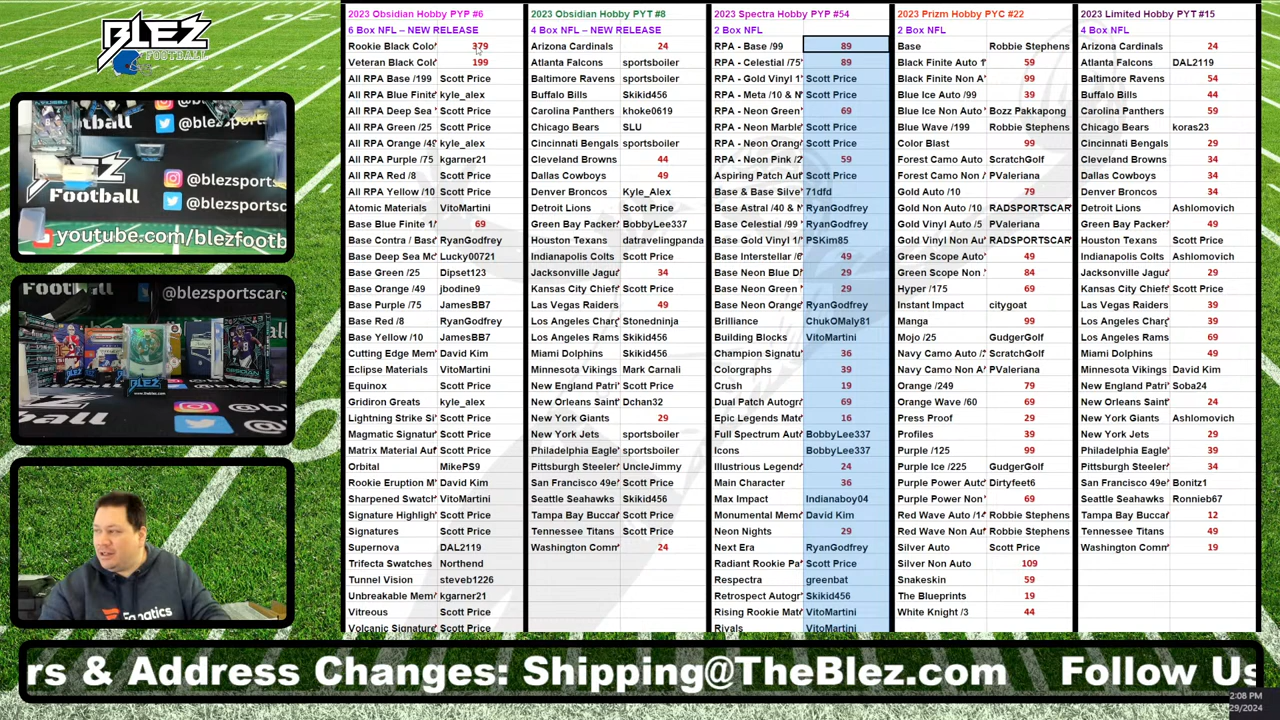 BLEZ
FOOTBALL
@blezsports
Football
@blezsports
youtube.com/blezfootb
@blezsportscar
BLEZ
2023 Obsidian Hobby PYP #6
6 Box NFL – NEW RELEASE
Rookie Black Colo 379
Veteran Black Col 199
All RPA Base /199 Scott Price
All RPA Blue Finite kyle_alex
All RPA Deep Sea Scott Price
All RPA Green /25 Scott Price
All RPA Orange /49 kyle_alex
All RPA Purple /75 kgarner21
All RPA Red /8 Scott Price
All RPA Yellow /10 Scott Price
Atomic Materials VitoMartini
Base Blue Finite 1/ 69
Base Contra / Base RyanGodfrey
Base Deep Sea Mo Lucky00721
Base Green /25 Dipset123
Base Orange /49 jbodine9
Base Purple /75 JamesBB7
Base Red /8 RyanGodfrey
Base Yellow /10 JamesBB7
Cutting Edge Mem David Kim
Eclipse Materials VitoMartini
Equinox Scott Price
Gridiron Greats kyle_alex
Lightning Strike Si Scott Price
Magmatic Signatur Scott Price
Matrix Material Aut Scott Price
Orbital MikePS9
Rookie Eruption M David Kim
Sharpened Swatch VitoMartini
Signature Highligh Scott Price
Signatures Scott Price
Supernova DAL2119
Trifecta Swatches Northend
Tunnel Vision steveb1226
Unbreakable Mem kgarner21
Vitreous Scott Price
Volcanic Signature Scott Price
2023 Obsidian Hobby PYT #8
4 Box NFL – NEW RELEASE
Arizona Cardinals 24
Atlanta Falcons sportsboiler
Baltimore Ravens sportsboiler
Buffalo Bills Skikid456
Carolina Panthers khoke0619
Chicago Bears SLU
Cincinnati Bengals sportsboiler
Cleveland Browns 44
Dallas Cowboys 49
Denver Broncos Kyle_Alex
Detroit Lions Scott Price
Green Bay Packer BobbyLee337
Houston Texans datravelingpanda
Indianapolis Colts Scott Price
Jacksonville Jagu 34
Kansas City Chiefs Scott Price
Las Vegas Raiders 49
Los Angeles Char Stonedninja
Los Angeles Rams Skikid456
Miami Dolphins Skikid456
Minnesota Vikings Mark Carnali
New England Patri Scott Price
New Orleans Saint Dchan32
New York Giants 29
New York Jets sportsboiler
Philadelphia Eagle sportsboiler
Pittsburgh Steeler UncleJimmy
San Francisco 49e Scott Price
Seattle Seahawks Skikid456
Tampa Bay Buccan Scott Price
Tennessee Titans Scott Price
Washington Comm 24
2023 Spectra Hobby PYP #54
2 Box NFL
RPA - Base /99 89
RPA - Celestial /75 89
RPA - Gold Vinyl 1 Scott Price
RPA - Meta /10 & N Scott Price
RPA - Neon Green 69
RPA - Neon Marble Scott Price
RPA - Neon Orang Scott Price
RPA - Neon Pink /2 59
Aspiring Patch Aut Scott Price
Base & Base Silve 71dfd
Base Astral /40 & N RyanGodfrey
Base Celestial /99 RyanGodfrey
Base Gold Vinyl 1/ PSKim85
Base Interstellar /6 49
Base Neon Blue D 29
Base Neon Green 29
Base Neon Orange RyanGodfrey
Brilliance ChukOMaly81
Building Blocks VitoMartini
Champion Signatu 36
Colorgraphs 39
Crush 19
Dual Patch Autogr 69
Epic Legends Mate 16
Full Spectrum Aut BobbyLee337
Icons BobbyLee337
Illustrious Legend 24
Main Character 36
Max Impact Indianaboy04
Monumental Memo David Kim
Neon Nights 29
Next Era RyanGodfrey
Radiant Rookie Pa Scott Price
Respectra greenbat
Retrospect Autogr Skikid456
Rising Rookie Mat VitoMartini
Rivals VitoMartini
2023 Prizm Hobby PYC #22
2 Box NFL
Base Robbie Stephens
Black Finite Auto 1 59
Black Finite Non A 99
Blue Ice Auto /99 39
Blue Ice Non Auto Bozz Pakkapong
Blue Wave /199 Robbie Stephens
Color Blast 99
Forest Camo Auto ScratchGolf
Forest Camo Non PValeriana
Gold Auto /10 79
Gold Non Auto /10 RADSPORTSCAR
Gold Vinyl Auto /5 PValeriana
Gold Vinyl Non Au RADSPORTSCAR
Green Scope Auto 49
Green Scope Non 84
Hyper /175 69
Instant Impact citygoat
Manga 99
Mojo /25 GudgerGolf
Navy Camo Auto /2 ScratchGolf
Navy Camo Non A PValeriana
Orange /249 79
Orange Wave /60 69
Press Proof 29
Profiles 39
Purple /125 99
Purple Ice /225 GudgerGolf
Purple Power Auto Dirtyfeet6
Purple Power Non 69
Red Wave Auto /14 Robbie Stephens
Red Wave Non Aut Robbie Stephens
Silver Auto Scott Price
Silver Non Auto 109
Snakeskin 59
The Blueprints 19
White Knight /3 44
2023 Limited Hobby PYT #15
4 Box NFL
Arizona Cardinals 24
Atlanta Falcons DAL2119
Baltimore Ravens 54
Buffalo Bills 44
Carolina Panthers 59
Chicago Bears koras23
Cincinnati Bengals 29
Cleveland Browns 34
Dallas Cowboys 34
Denver Broncos 34
Detroit Lions Ashlomovich
Green Bay Packer 49
Houston Texans Scott Price
Indianapolis Colts Ashlomovich
Jacksonville Jagu 29
Kansas City Chiefs Scott Price
Las Vegas Raiders 39
Los Angeles Charg 39
Los Angeles Rams 69
Miami Dolphins 49
Minnesota Vikings David Kim
New England Patri Soba24
New Orleans Saint 24
New York Giants Ashlomovich
New York Jets 29
Philadelphia Eagle 39
Pittsburgh Steeler 34
San Francisco 49e Bonitz1
Seattle Seahawks Ronnieb67
Tampa Bay Buccan 12
Tennessee Titans 49
Washington Comm 19
rs & Address Changes: Shipping@TheBlez.com Follow Us
2:08 PM
29/2024